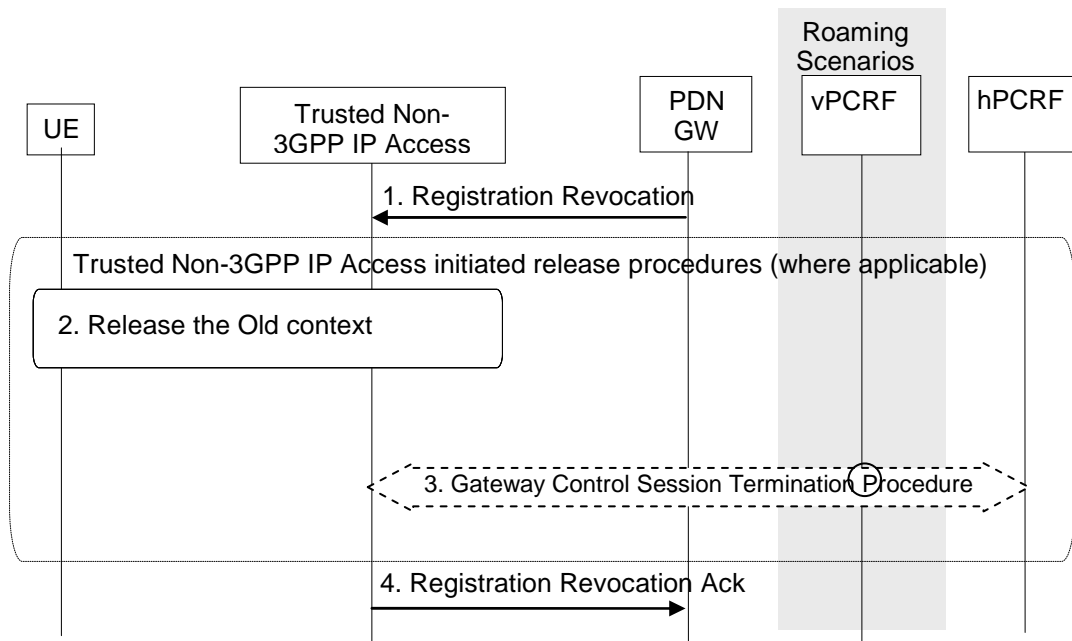 Roaming
Scenarios
UE
Trusted Non-
3GPP IP Access
PDN
GW
vPCRF
hPCRF
1. Registration Revocation
Trusted Non-3GPP IP Access initiated release procedures (where applicable)
2. Release the Old context
3. Gateway Control Session Termination Procedure
4. Registration Revocation Ack